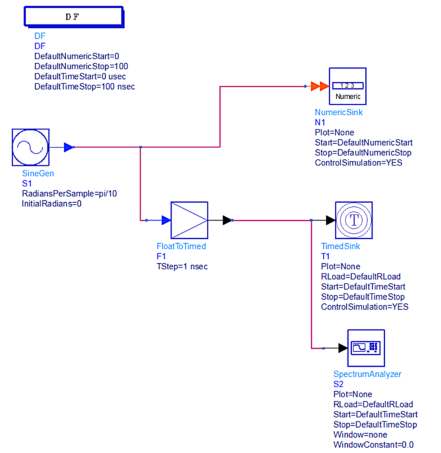 DF
DF
DF
DefaultNumericStart=0
DefaultNumericStop=100
DefaultTimeStart=0 usec
DefaultTimeStop=100 nsec
1 2 3
Numeric
NumericSink
N1
Plot=None
Start=DefaultNumericStart
Stop=DefaultNumericStop
ControlSimulation=YES
SineGen
S1
RadiansPerSample=pi/10
InitialRadians=0
FloatToTimed
F1
TStep=1 nsec
T
TimedSink
T1
Plot=None
RLoad=DefaultRLoad
Start=DefaultTimeStart
Stop=DefaultTimeStop
ControlSimulation=YES
SpectrumAnalyzer
S2
Plot=None
RLoad=DefaultRLoad
Start=DefaultTimeStart
Stop=DefaultTimeStop
Window=none
WindowConstant=0.0